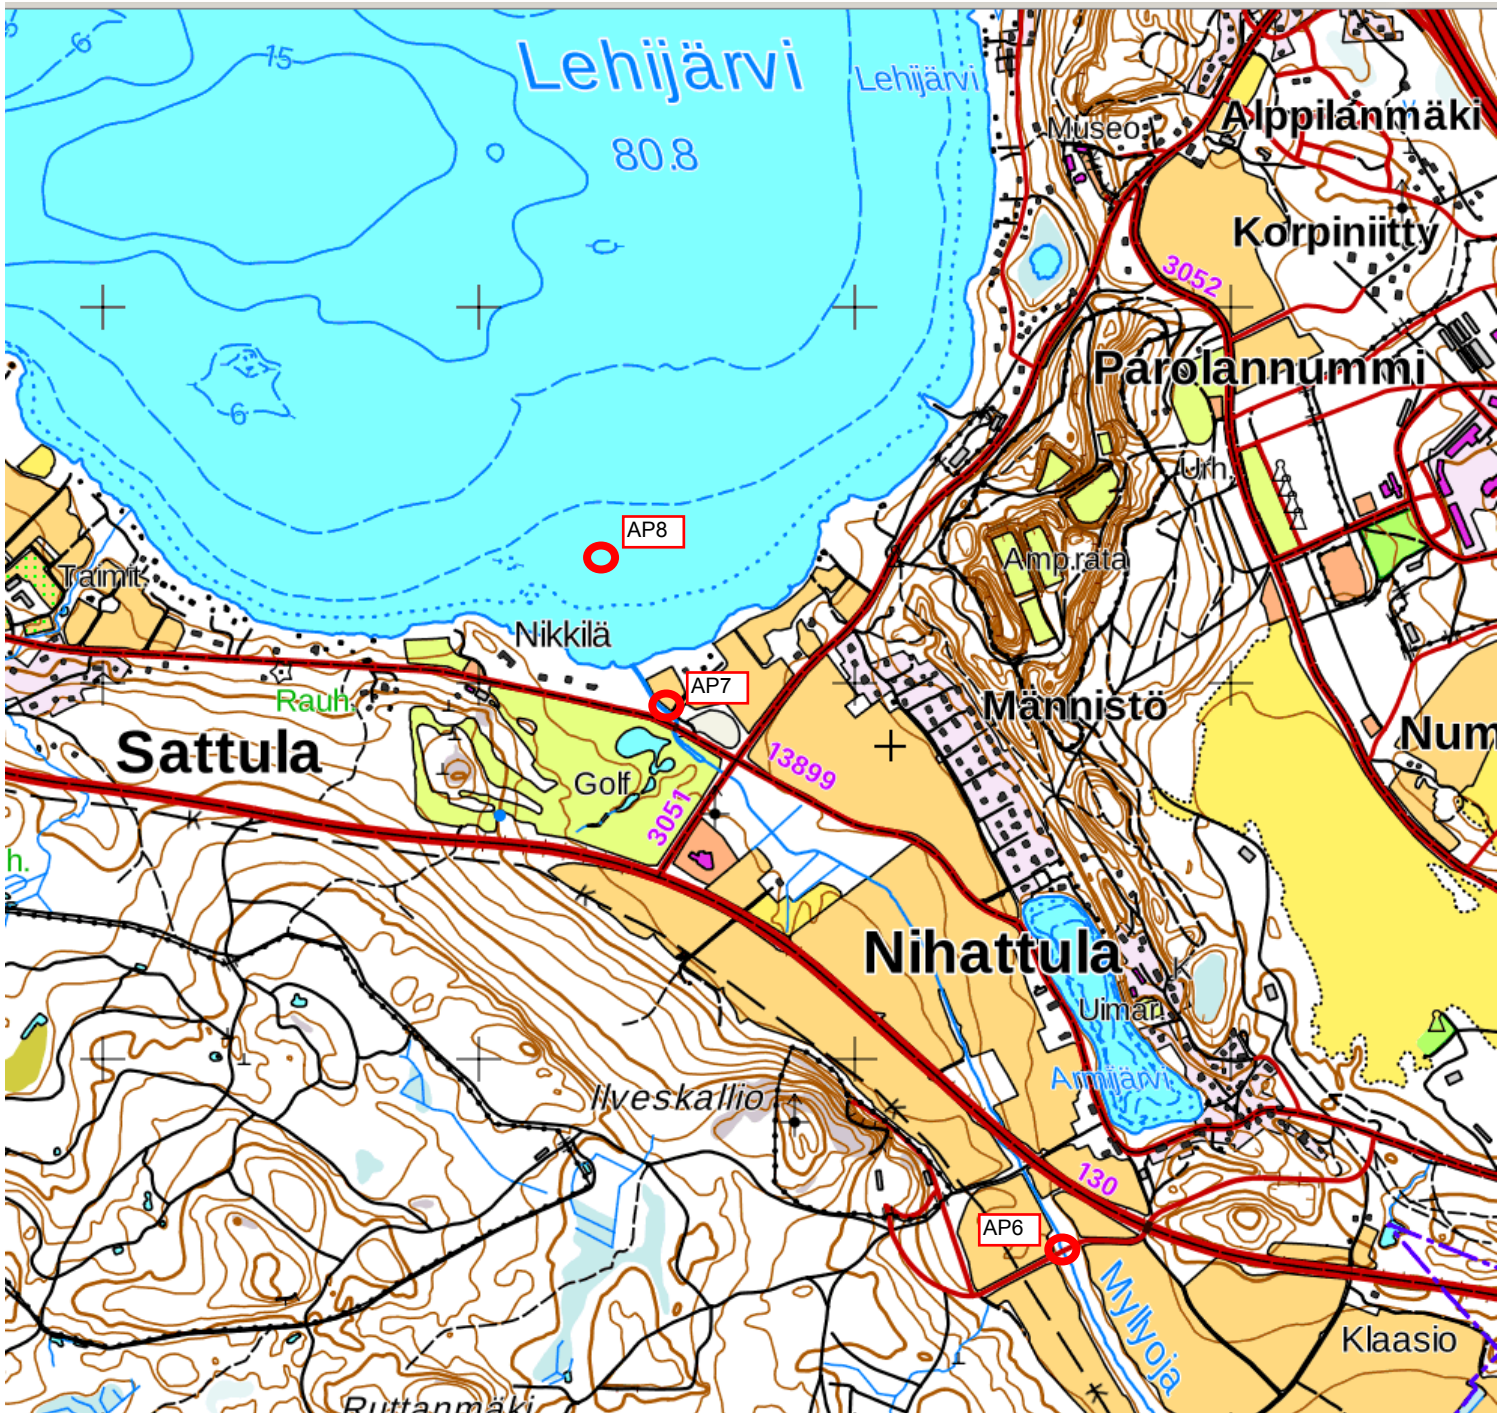 6
15
Lehijärvi
Lehijärvi
80.8
Museo
Alppilanmäki
Korpiniitty
3052
Parolannummi
6
Urh.
AP8
Amp.rata
Taimit.
Nikkilä
AP7
Rauh.
Männistö
Sattula
Num
13899
Golf
3051
h.
Nihattula
K
Uimar.
Armijärvi
Ilveskallio
130
AP6
Myllyoja
Klaasio
Ruttanmäki